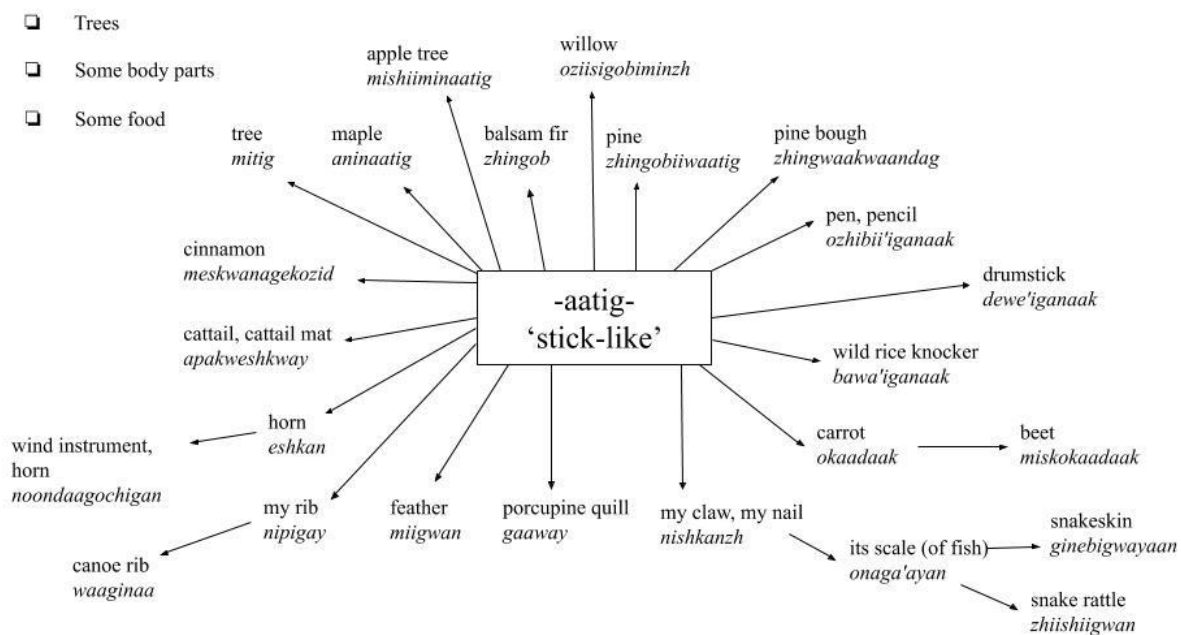 ❏ Trees
❏ Some body parts
❏ Some food
willow
oziisigobiminzh
apple tree
mishiiminaatig
tree
mitig
maple
aninaatig
balsam fir
zhingob
pine
zhingobiiwaatig
pine bough
zhingwaakwaandag
pen, pencil
ozhibii'iganaak
cinnamon
meskwanagekozid
drumstick
dewe'iganaak
-aatig-
‘stick-like’
cattail, cattail mat
apakweshkway
wild rice knocker
bawa'iganaak
horn
eshkan
wind instrument,
horn
noondaagochigan
carrot
okaadaak
beet
miskokaadaak
my rib
nipigay
feather
miigwan
porcupine quill
gaaway
my claw, my nail
nishkanzh
canoe rib
waaginaa
its scale (of fish)
onaga'ayan
snakeskin
ginebigwayaan
snake rattle
zhiishiigwan